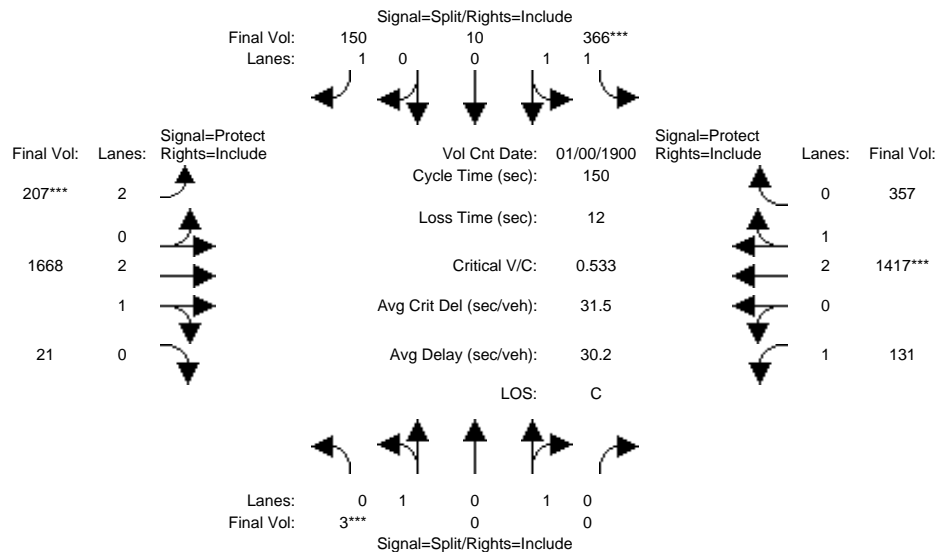 Signal=Split/Rights=Include
Final Vol: 150 10 366***
Lanes: 1 0 0 1 1
Signal=Protect Signal=Protect
Final Vol: Lanes: Rights=Include Vol Cnt Date: 01/00/1900 Rights=Include Lanes: Final Vol:
Cycle Time (sec): 150
207*** 2 0 357
Loss Time (sec): 12
0 1
1668 2 Critical V/C: 0.533 2 1417***
1 Avg Crit Del (sec/veh): 31.5 0
21 0 Avg Delay (sec/veh): 30.2 1 131
LOS: C
Lanes: 0 1 0 1 0
Final Vol: 3*** 0 0
Signal=Split/Rights=Include